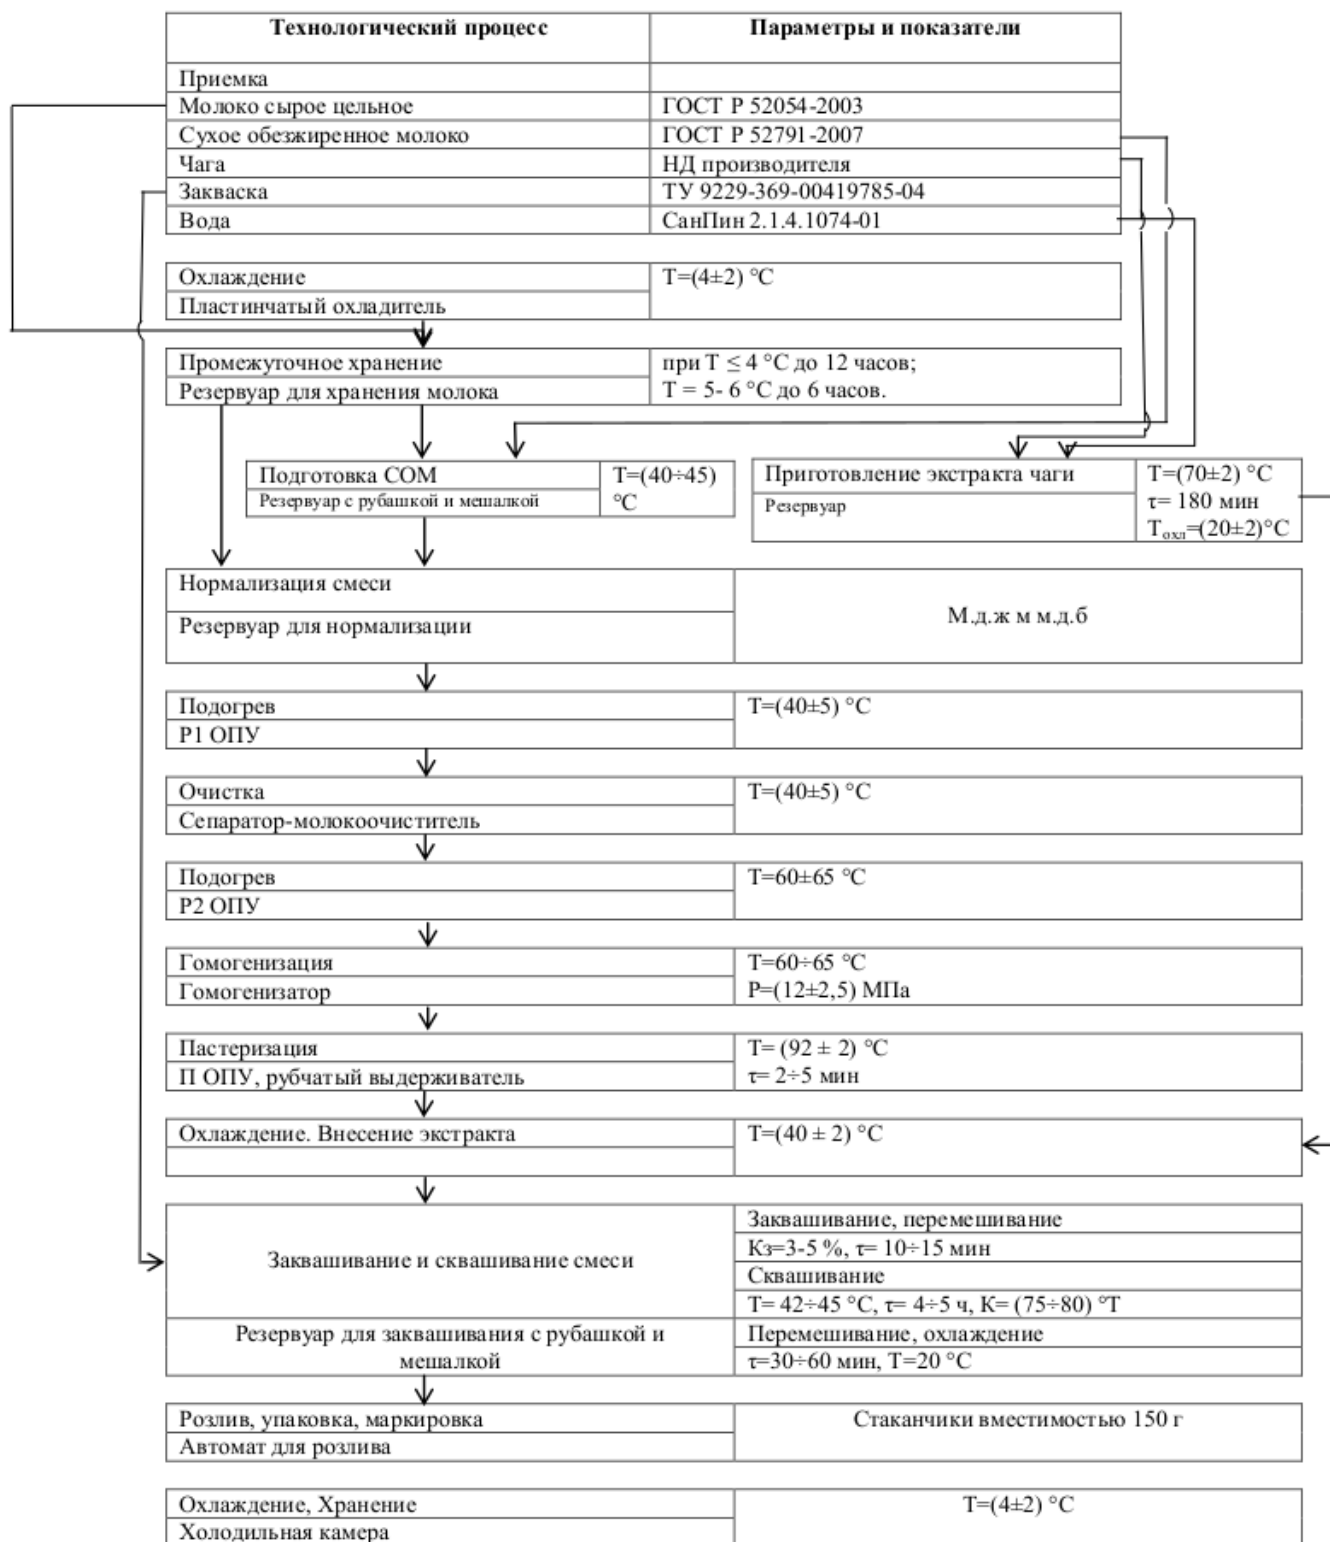 Технологический процесс
Параметры и показатели
Приемка
Молоко сырое цельное
ГОСТ Р 52054-2003
Сухое обезжиренное молоко
ГОСТ Р 52791-2007
Чага
НД производителя
Закваска
ТУ 9229-369-00419785-04
Вода
СанПин 2.1.4.1074-01
Охлаждение
Т=(4±2) °С
Пластинчатый охладитель
Промежуточное хранение
при Т ≤ 4 °С до 12 часов;
Резервуар для хранения молока
Т = 5- 6 °С до 6 часов.
Подготовка СОМ
Т=(40÷45)
Резервуар с рубашкой и мешалкой
°С
Приготовление экстракта чаги
Т=(70±2) °С
Резервуар
τ= 180 мин
Тохл=(20±2)°С
Нормализация смеси
М.д.ж м м.д.б
Резервуар для нормализации
Подогрев
Т=(40±5) °С
Р1 ОПУ
Очистка
Т=(40±5) °С
Сепаратор-молокоочиститель
Подогрев
Т=60±65 °С
Р2 ОПУ
Гомогенизация
Т=60÷65 °С
Гомогенизатор
Р=(12±2,5) МПа
Пастеризация
Т= (92 ± 2) °С
П ОПУ, рубчатый выдерживатель
τ= 2÷5 мин
Охлаждение. Внесение экстракта
Т=(40 ± 2) °С
Заквашивание и сквашивание смеси
Заквашивание, перемешивание
Кз=3-5 %, τ= 10÷15 мин
Сквашивание
Т= 42÷45 °С, τ= 4÷5 ч, К= (75÷80) °Т
Резервуар для заквашивания с рубашкой и
мешалкой
Перемешивание, охлаждение
τ=30÷60 мин, Т=20 °С
Розлив, упаковка, маркировка
Стаканчики вместимостью 150 г
Автомат для розлива
Охлаждение, Хранение
Т=(4±2) °С
Холодильная камера